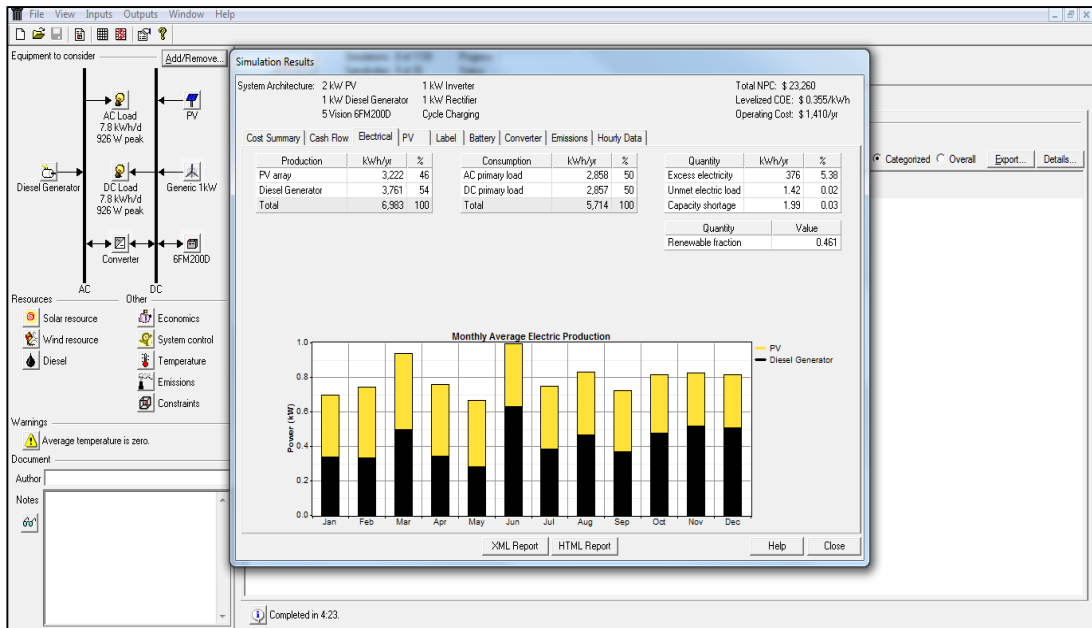 File View Inputs Outputs Window Help
Equipment to consider Add/Remove...
AC Load
7.8 kWh/d
926 W peak
PV
Diesel Generator
DC Load
7.8 kWh/d
926 W peak
Generic 1kW
Converter
6FM200D
AC DC
Resources Other
Solar resource Economics
Wind resource System control
Diesel Temperature
Emissions
Constraints
Warnings
Average temperature is zero.
Document
Author
Notes
Simulation Results
System Architecture: 2 kW PV 1 kW Inverter Total NPC: $ 23,260
1 kW Diesel Generator 1 kW Rectifier Levelized COE: $ 0.355/kWh
5 Vision 6FM200D Cycle Charging Operating Cost: $ 1,410/yr
Cost Summary Cash Flow Electrical PV Label Battery Converter Emissions Hourly Data
Production kWh/yr %
PV array 3,222 46
Diesel Generator 3,761 54
Total 6,983 100
Consumption kWh/yr %
AC primary load 2,858 50
DC primary load 2,857 50
Total 5,714 100
Quantity kWh/yr %
Excess electricity 376 5.38
Unmet electric load 1.42 0.02
Capacity shortage 1.99 0.03
Quantity Value
Renewable fraction 0.461
Monthly Average Electric Production
Power (kW)
1.0
0.8
0.6
0.4
0.2
0.0
Jan Feb Mar Apr May Jun Jul Aug Sep Oct Nov Dec
PV
Diesel Generator
XML Report HTML Report Help Close
Categorized Overall Export... Details...
Completed in 4:23.